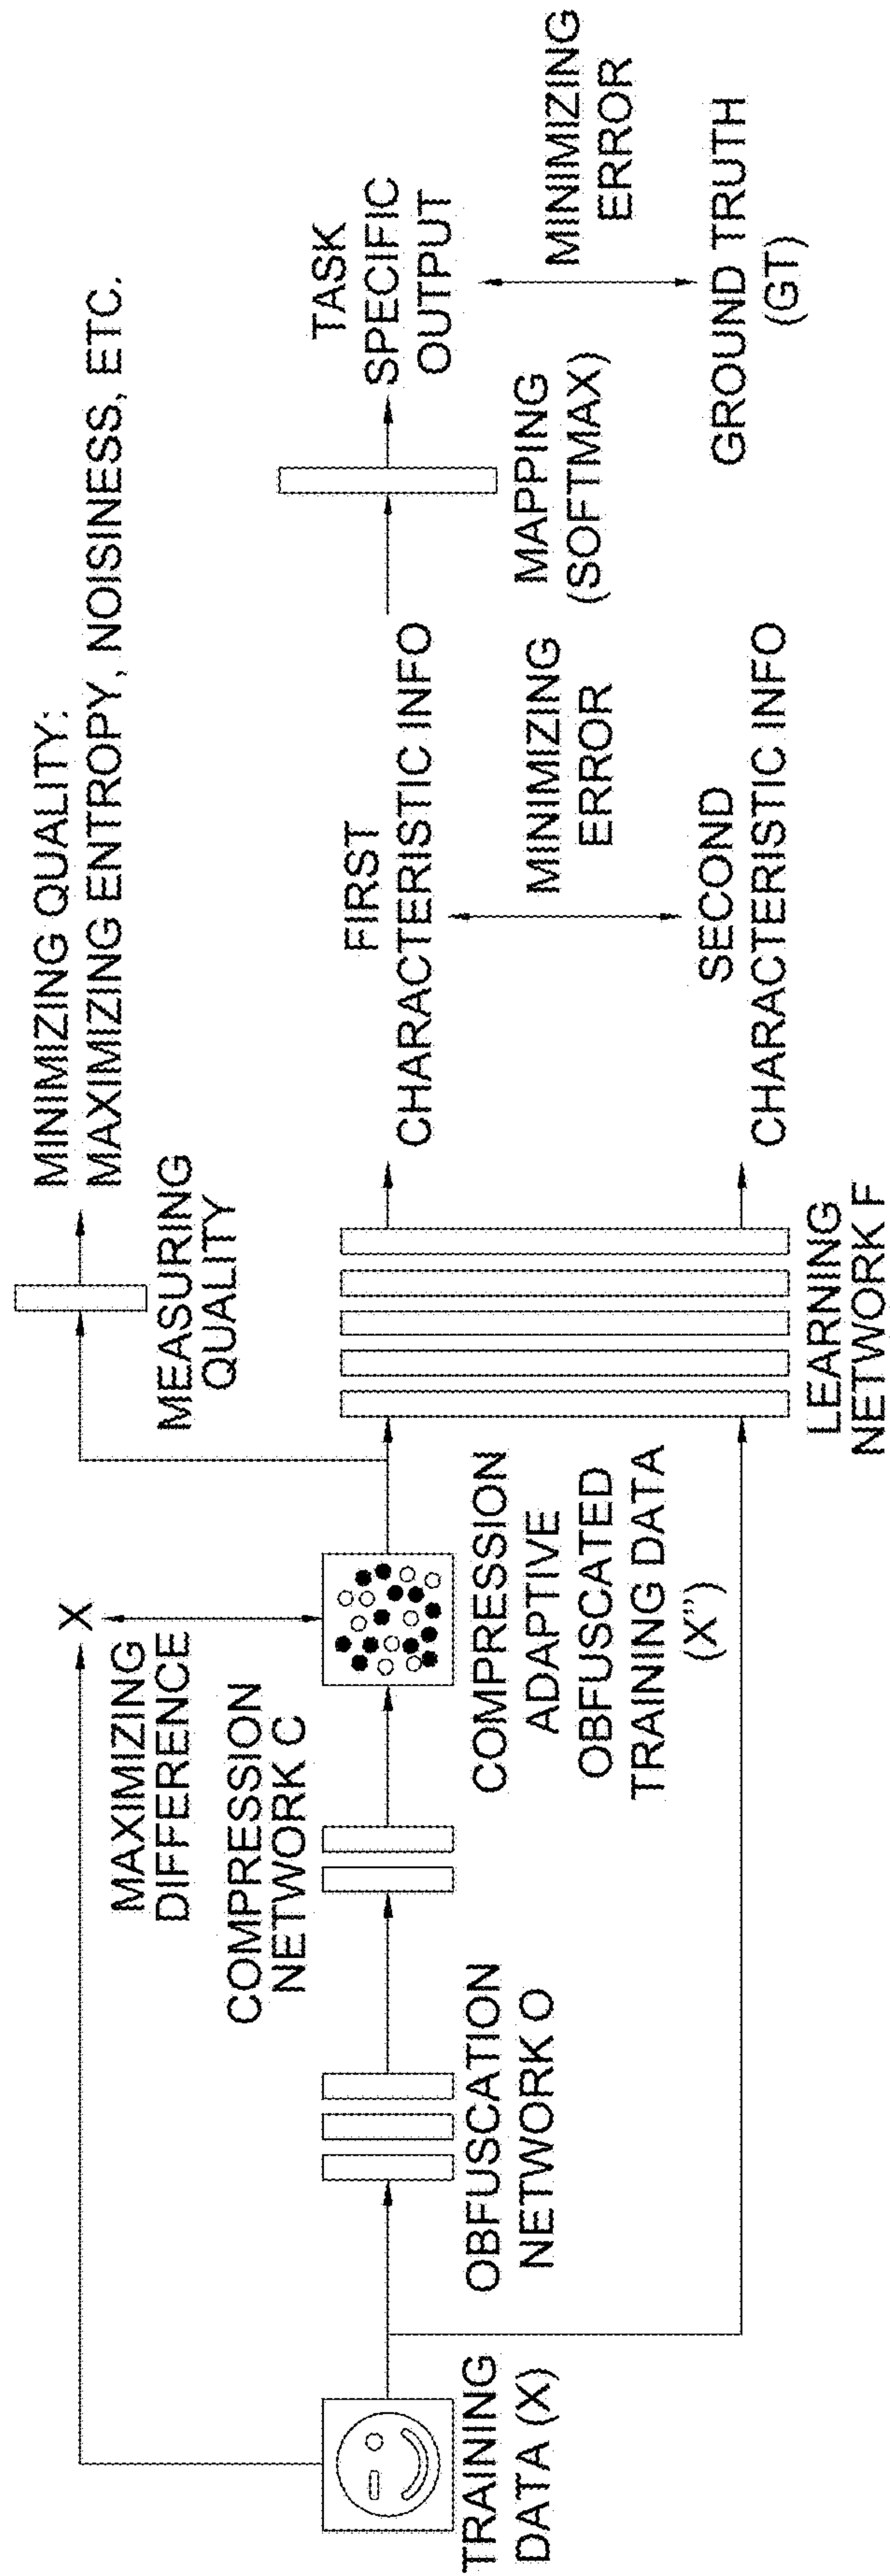 TRAINING
DATA (X)
OBFUSCATION
NETWORK O
COMPRESSION
NETWORK C
MAXIMIZING
DIFFERENCE
X
COMPRESSION
ADAPTIVE
OBFUSCATED
TRAINING DATA
(X")
MEASURING
QUALITY
MINIMIZING QUALITY:
MAXIMIZING ENTROPY, NOISINESS, ETC.
LEARNING
NETWORK F
FIRST
CHARACTERISTIC INFO
MINIMIZING
ERROR
SECOND
CHARACTERISTIC INFO
MAPPING
(SOFTMAX)
TASK
SPECIFIC
OUTPUT
MINIMIZING
ERROR
GROUND TRUTH
(GT)